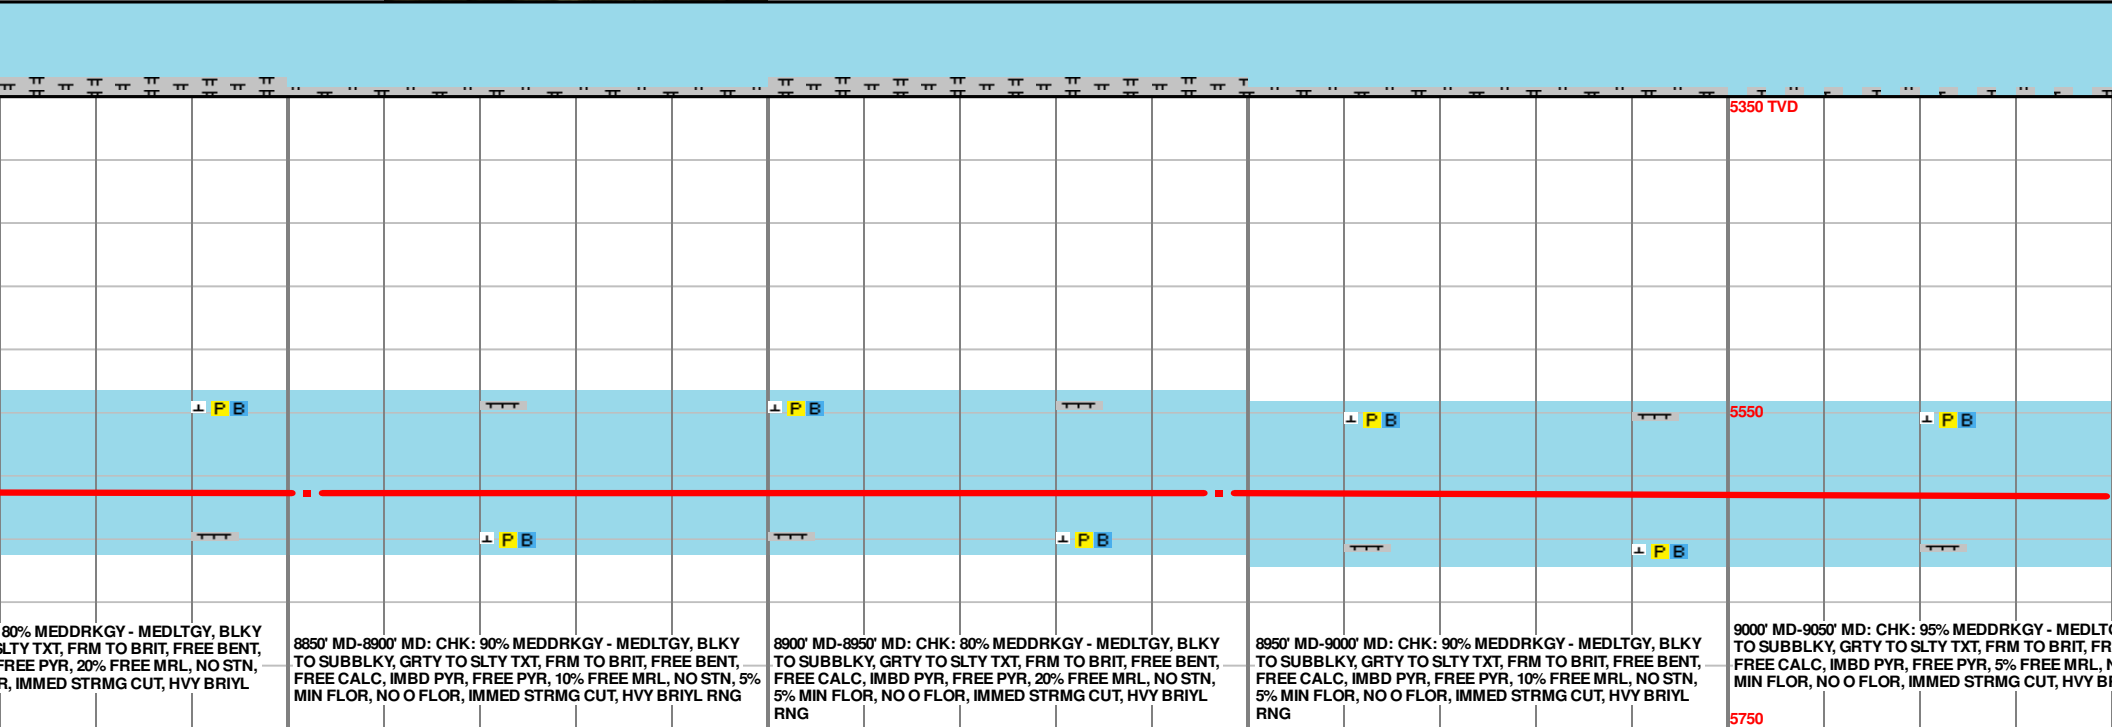 5350 TVD
P B
P B
P B
5550
P B
P B
P B
P B
80% MEDDRKGY - MEDLTGY, BLKY
SLTY TXT, FRM TO BRIT, FREE BENT,
FREE PYR, 20% FREE MRL, NO STN,
R, IMMED STRMG CUT, HVY BRIYL
8850' MD-8900' MD: CHK: 90% MEDDRKGY - MEDLTGY, BLKY
TO SUBBLKY, GRTY TO SLTY TXT, FRM TO BRIT, FREE BENT,
FREE CALC, IMBD PYR, FREE PYR, 10% FREE MRL, NO STN, 5%
MIN FLOR, NO O FLOR, IMMED STRMG CUT, HVY BRIYL RNG
8900' MD-8950' MD: CHK: 80% MEDDRKGY - MEDLTGY, BLKY
TO SUBBLKY, GRTY TO SLTY TXT, FRM TO BRIT, FREE BENT,
FREE CALC, IMBD PYR, FREE PYR, 20% FREE MRL, NO STN,
5% MIN FLOR, NO O FLOR, IMMED STRMG CUT, HVY BRIYL
RNG
8950' MD-9000' MD: CHK: 90% MEDDRKGY - MEDLTGY, BLKY
TO SUBBLKY, GRTY TO SLTY TXT, FRM TO BRIT, FREE BENT,
FREE CALC, IMBD PYR, FREE PYR, 10% FREE MRL, NO STN,
5% MIN FLOR, NO O FLOR, IMMED STRMG CUT, HVY BRIYL
RNG
9000' MD-9050' MD: CHK: 95% MEDDRKGY - MEDLTG
TO SUBBLKY, GRTY TO SLTY TXT, FRM TO BRIT, FR
FREE CALC, IMBD PYR, FREE PYR, 5% FREE MRL, N
MIN FLOR, NO O FLOR, IMMED STRMG CUT, HVY B
5750